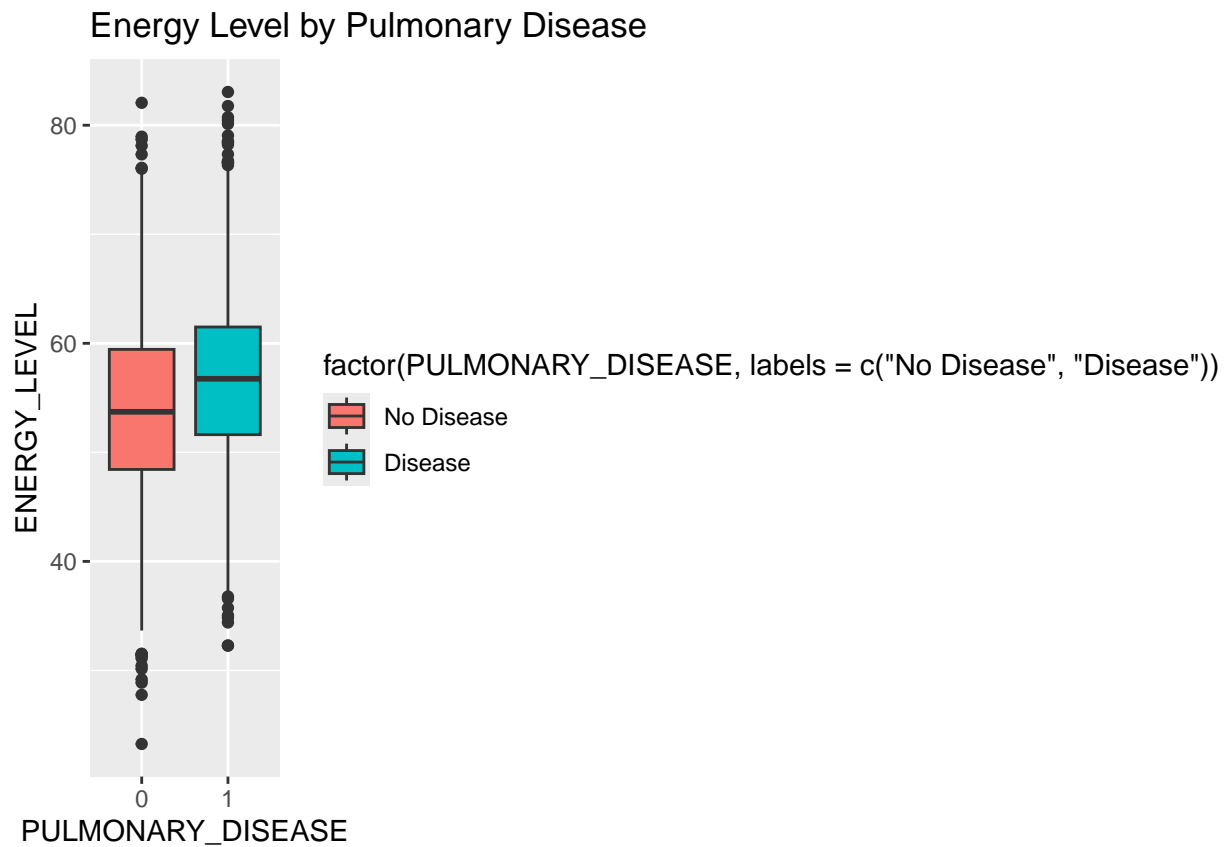 Energy Level by Pulmonary Disease
80
60
40
ENERGY_LEVEL
0 1
PULMONARY_DISEASE
factor(PULMONARY_DISEASE, labels = c("No Disease", "Disease"))
No Disease
Disease